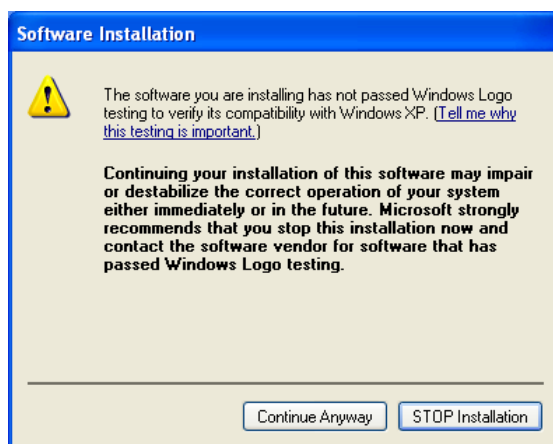 Software Installation
The software you are installing has not passed Windows Logo
testing to verify its compatibility with Windows XP. (Tell me why
this testing is important.)
Continuing your installation of this software may impair
or destabilize the correct operation of your system
either immediately or in the future. Microsoft strongly
recommends that you stop this installation now and
contact the software vendor for software that has
passed Windows Logo testing.
Continue Anyway
STOP Installation